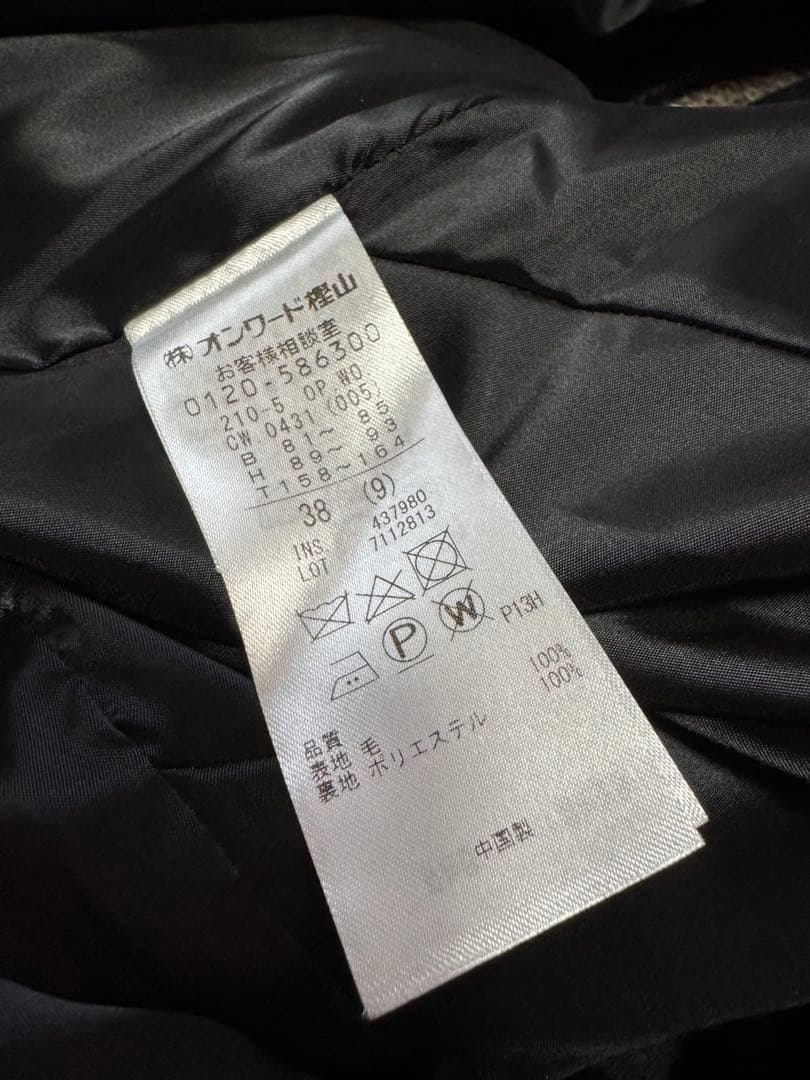 (株)オンワード樫山
お客様相談室
0120-586300
210-5 OP WO
CW 0431 (005)
B 81～ 85
H 89～ 93
T158～164
38 (9)
INS 437980
LOT 7112813
P W P13H
品質
表地 毛 100%
裏地 ポリエステル 100%
中国製